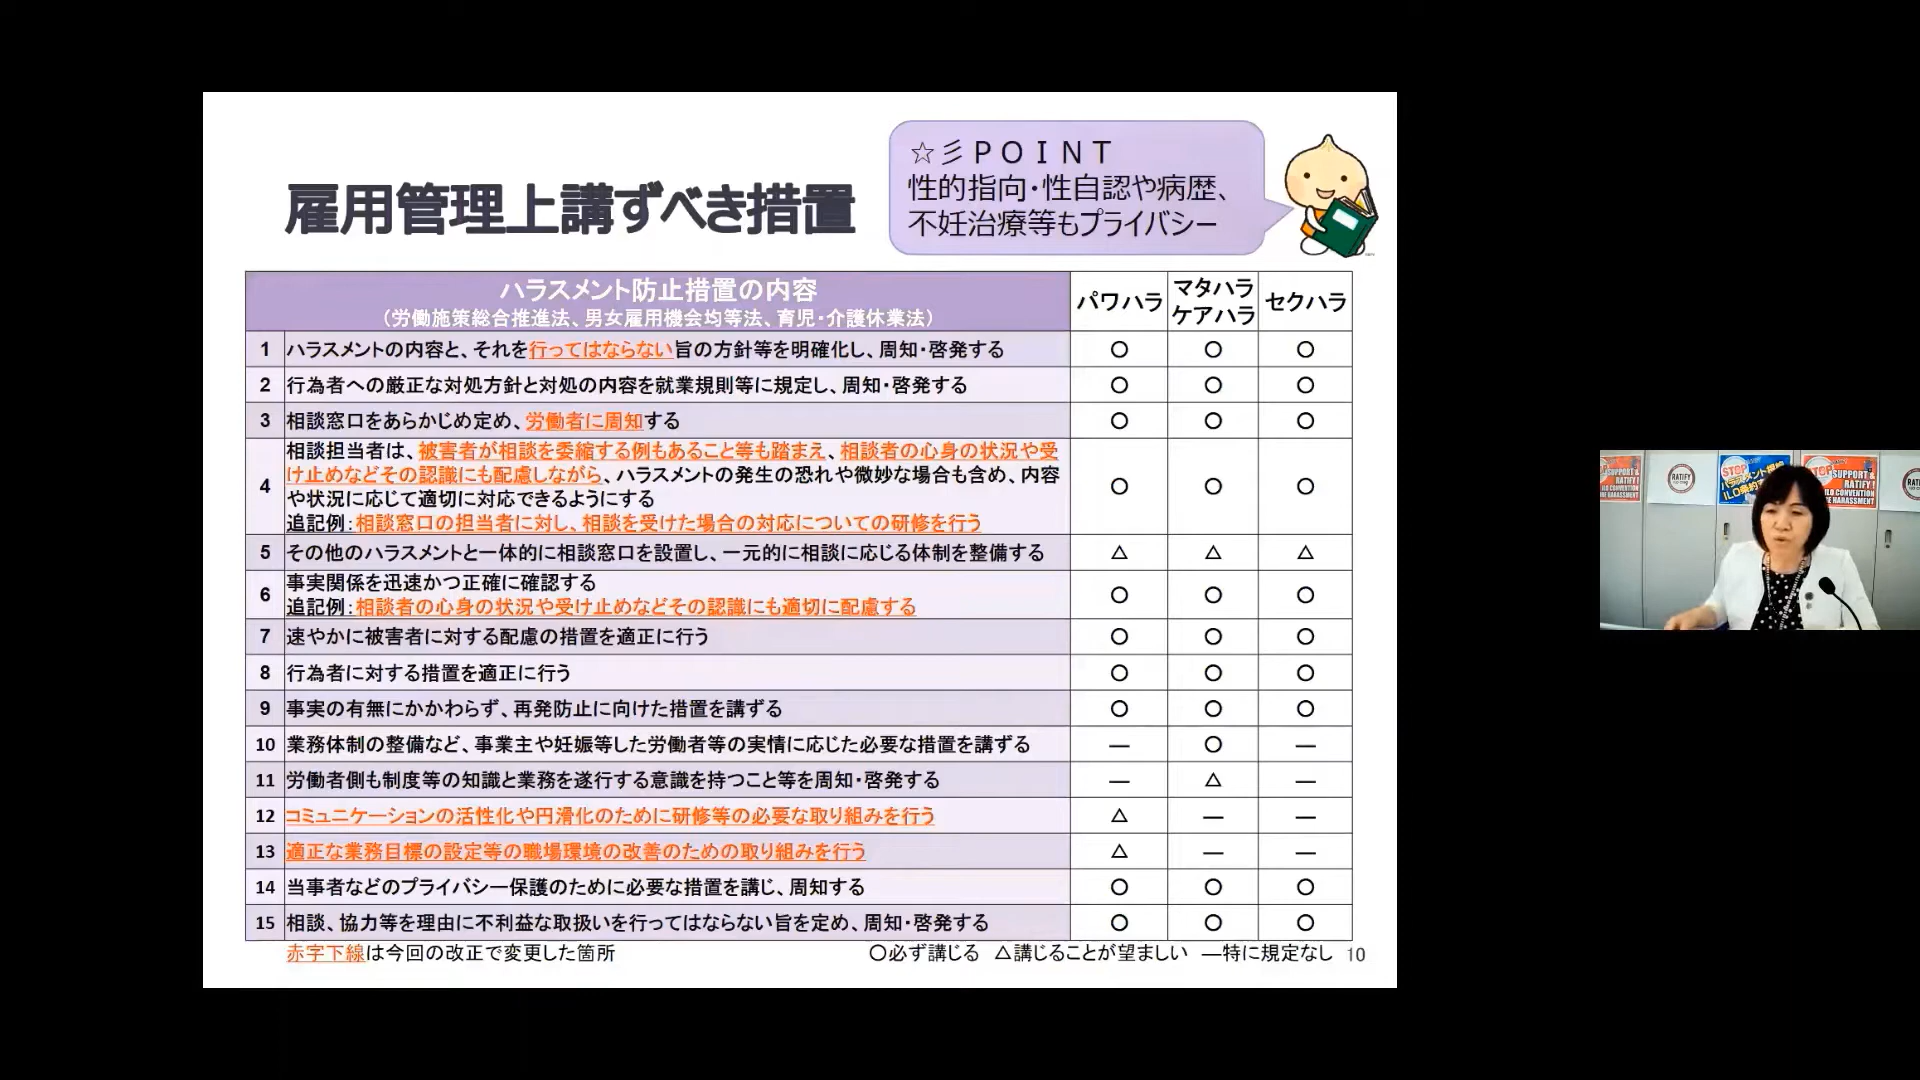 ☆彡ＰＯＩＮＴ
性的指向・性自認や病歴、
不妊治療等もプライバシー
雇用管理上講ずべき措置
ハラスメント防止措置の内容
（労働施策総合推進法、男女雇用機会均等法、育児・介護休業法）
パワハラ
マタハラ
ケアハラ
セクハラ
1 ハラスメントの内容と、それを行ってはならない旨の方針等を明確化し、周知・啓発する 〇 〇 〇
2 行為者への厳正な対処方針と対処の内容を就業規則等に規定し、周知・啓発する 〇 〇 〇
3 相談窓口をあらかじめ定め、労働者に周知する 〇 〇 〇
4 相談担当者は、被害者が相談を委縮する例もあること等も踏まえ、相談者の心身の状況や受
け止めなどその認識にも配慮しながら、ハラスメントの発生の恐れや微妙な場合も含め、内容
や状況に応じて適切に対応できるようにする
追記例：相談窓口の担当者に対し、相談を受けた場合の対応についての研修を行う 〇 〇 〇
5 その他のハラスメントと一体的に相談窓口を設置し、一元的に相談に応じる体制を整備する △ △ △
6 事実関係を迅速かつ正確に確認する
追記例：相談者の心身の状況や受け止めなどその認識にも適切に配慮する 〇 〇 〇
7 速やかに被害者に対する配慮の措置を適正に行う 〇 〇 〇
8 行為者に対する措置を適正に行う 〇 〇 〇
9 事実の有無にかかわらず、再発防止に向けた措置を講ずる 〇 〇 〇
10 業務体制の整備など、事業主や妊娠等した労働者等の実情に応じた必要な措置を講ずる ― 〇 ―
11 労働者側も制度等の知識と業務を遂行する意識を持つこと等を周知・啓発する ― △ ―
12 コミュニケーションの活性化や円滑化のために研修等の必要な取り組みを行う △ ― ―
13 適正な業務目標の設定等の職場環境の改善のための取り組みを行う △ ― ―
14 当事者などのプライバシー保護のために必要な措置を講じ、周知する 〇 〇 〇
15 相談、協力等を理由に不利益な取扱いを行ってはならない旨を定め、周知・啓発する 〇 〇 〇
赤字下線は今回の改正で変更した箇所
〇必ず講じる △講じることが望ましい ―特に規定なし 10
RATIFY
STOP
SUPPORT &
RATIFY!
ILO CONVENTION
HARASSMENT